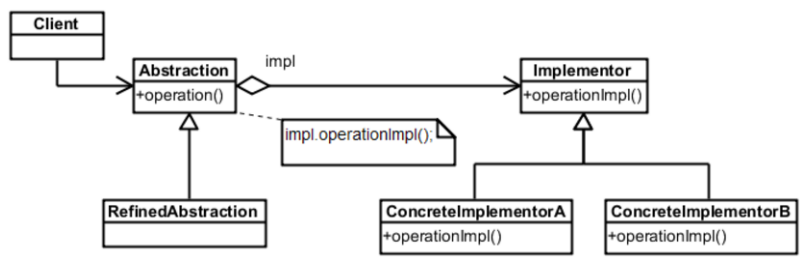 Client
Abstraction
+operation()
impl
Implementor
+operationImpl()
impl.operationImpl();
RefinedAbstraction
ConcreteImplementorA
+operationImpl()
ConcreteImplementorB
+operationImpl()